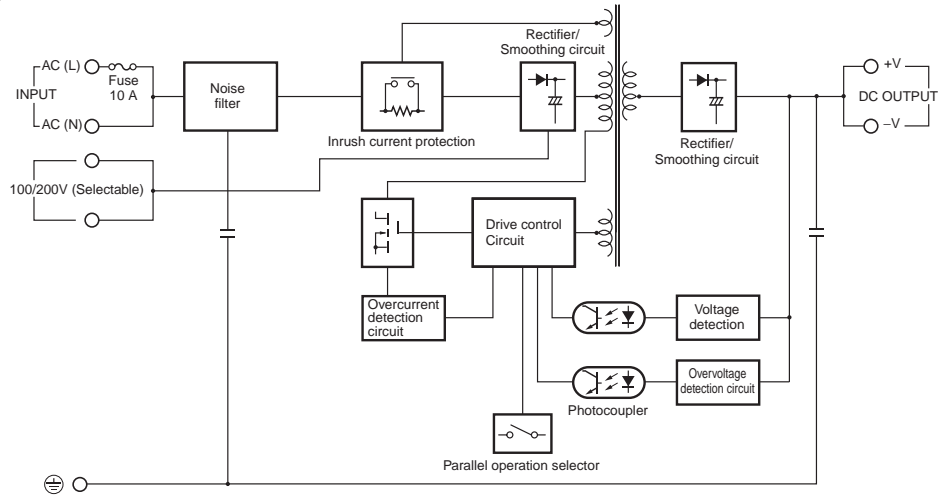 Rectifier/
Smoothing circuit
AC (L)
Fuse
10 A
INPUT
AC (N)
Noise
filter
Inrush current protection
+V
DC OUTPUT
–V
Rectifier/
Smoothing circuit
100/200V (Selectable)
Drive control
Circuit
Overcurrent
detection
circuit
Voltage
detection
Overvoltage
detection circuit
Photocoupler
Parallel operation selector